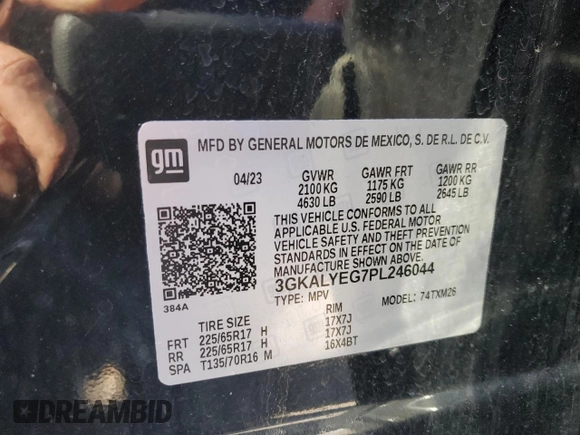 gm
MFD BY GENERAL MOTORS DE MEXICO, S. DE R.L. DE C.V.
04/23 GVWR GAWR FRT GAWR RR
2100 KG 1175 KG 1200 KG
4630 LB 2590 LB 2645 LB
THIS VEHICLE CONFORMS TO ALL
APPLICABLE U.S. FEDERAL MOTOR
VEHICLE SAFETY AND THEFT PREVENTION
STANDARDS IN EFFECT ON THE DATE OF
MANUFACTURE SHOWN ABOVE.
3GKALYEG7PL246044
TYPE: MPV MODEL: 74TXM26
384A
TIRE SIZE RIM
FRT 225/65R17 H 17X7J
RR 225/65R17 H 17X7J
SPA T135/70R16 M 16X4BT
DREAMBID